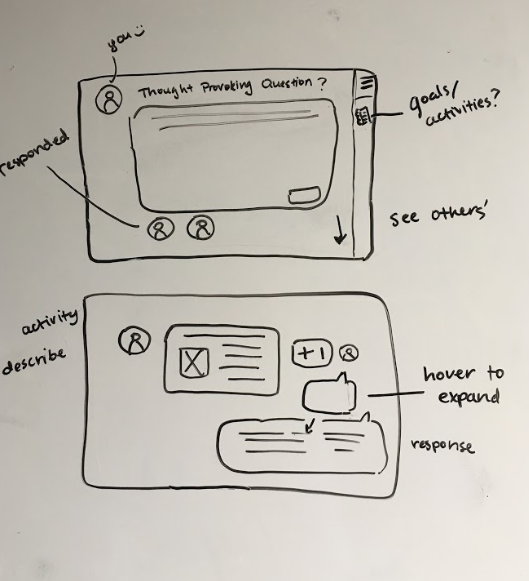 you :)
Thought Provoking Question?
goals/
activities?
responded
see others'
activity
describe
+1
hover to
expand
response